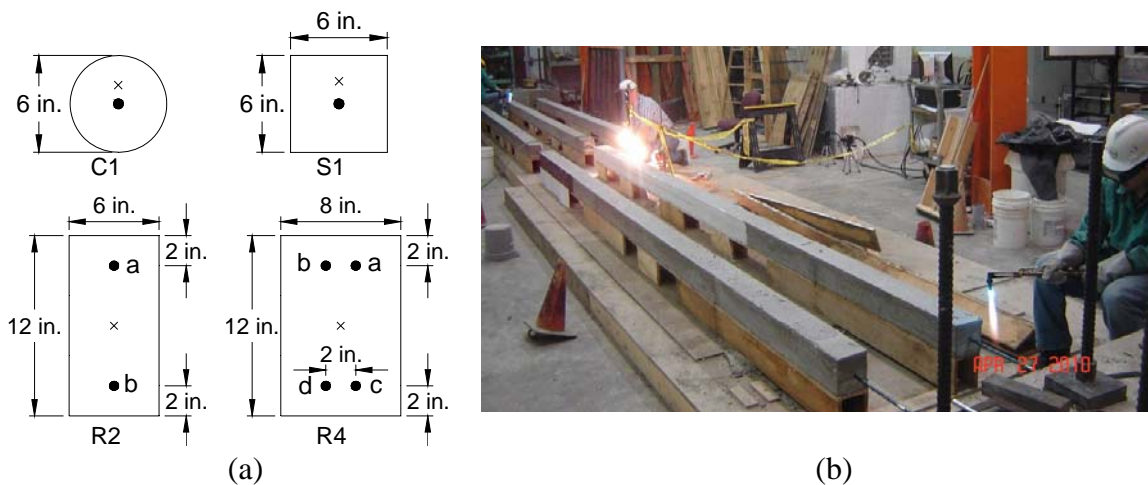 6 in.
6 in.
6 in.
C1
S1
6 in.
8 in.
2 in.
2 in.
a
b
a
12 in.
12 in.
2 in.
b
d
c
2 in.
2 in.
R2
R4
APR 27 2010
(a)
(b)